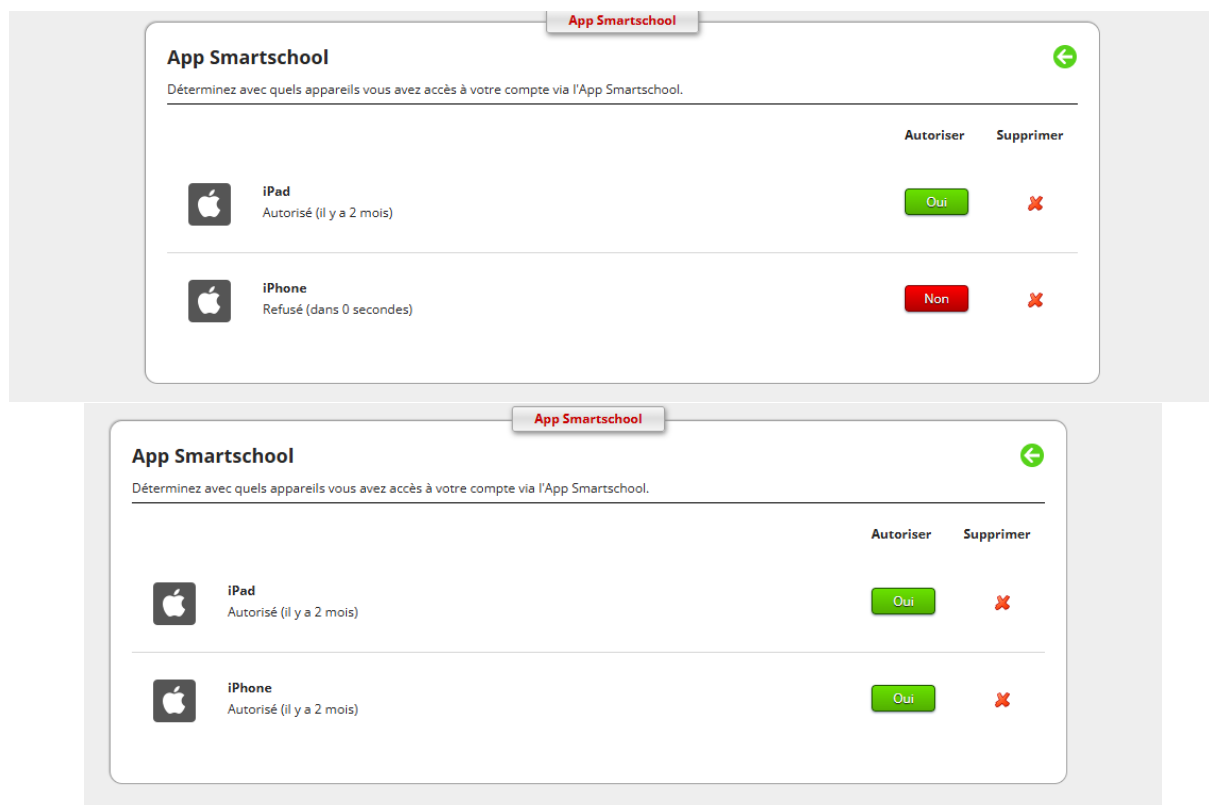 App Smartschool
App Smartschool
Déterminez avec quels appareils vous avez accès à votre compte via l'App Smartschool.
Autoriser Supprimer
iPad
Autorisé (il y a 2 mois)
Oui
iPhone
Refusé (dans 0 secondes)
Non
App Smartschool
App Smartschool
Déterminez avec quels appareils vous avez accès à votre compte via l'App Smartschool.
Autoriser Supprimer
iPad
Autorisé (il y a 2 mois)
Oui
iPhone
Autorisé (il y a 2 mois)
Oui